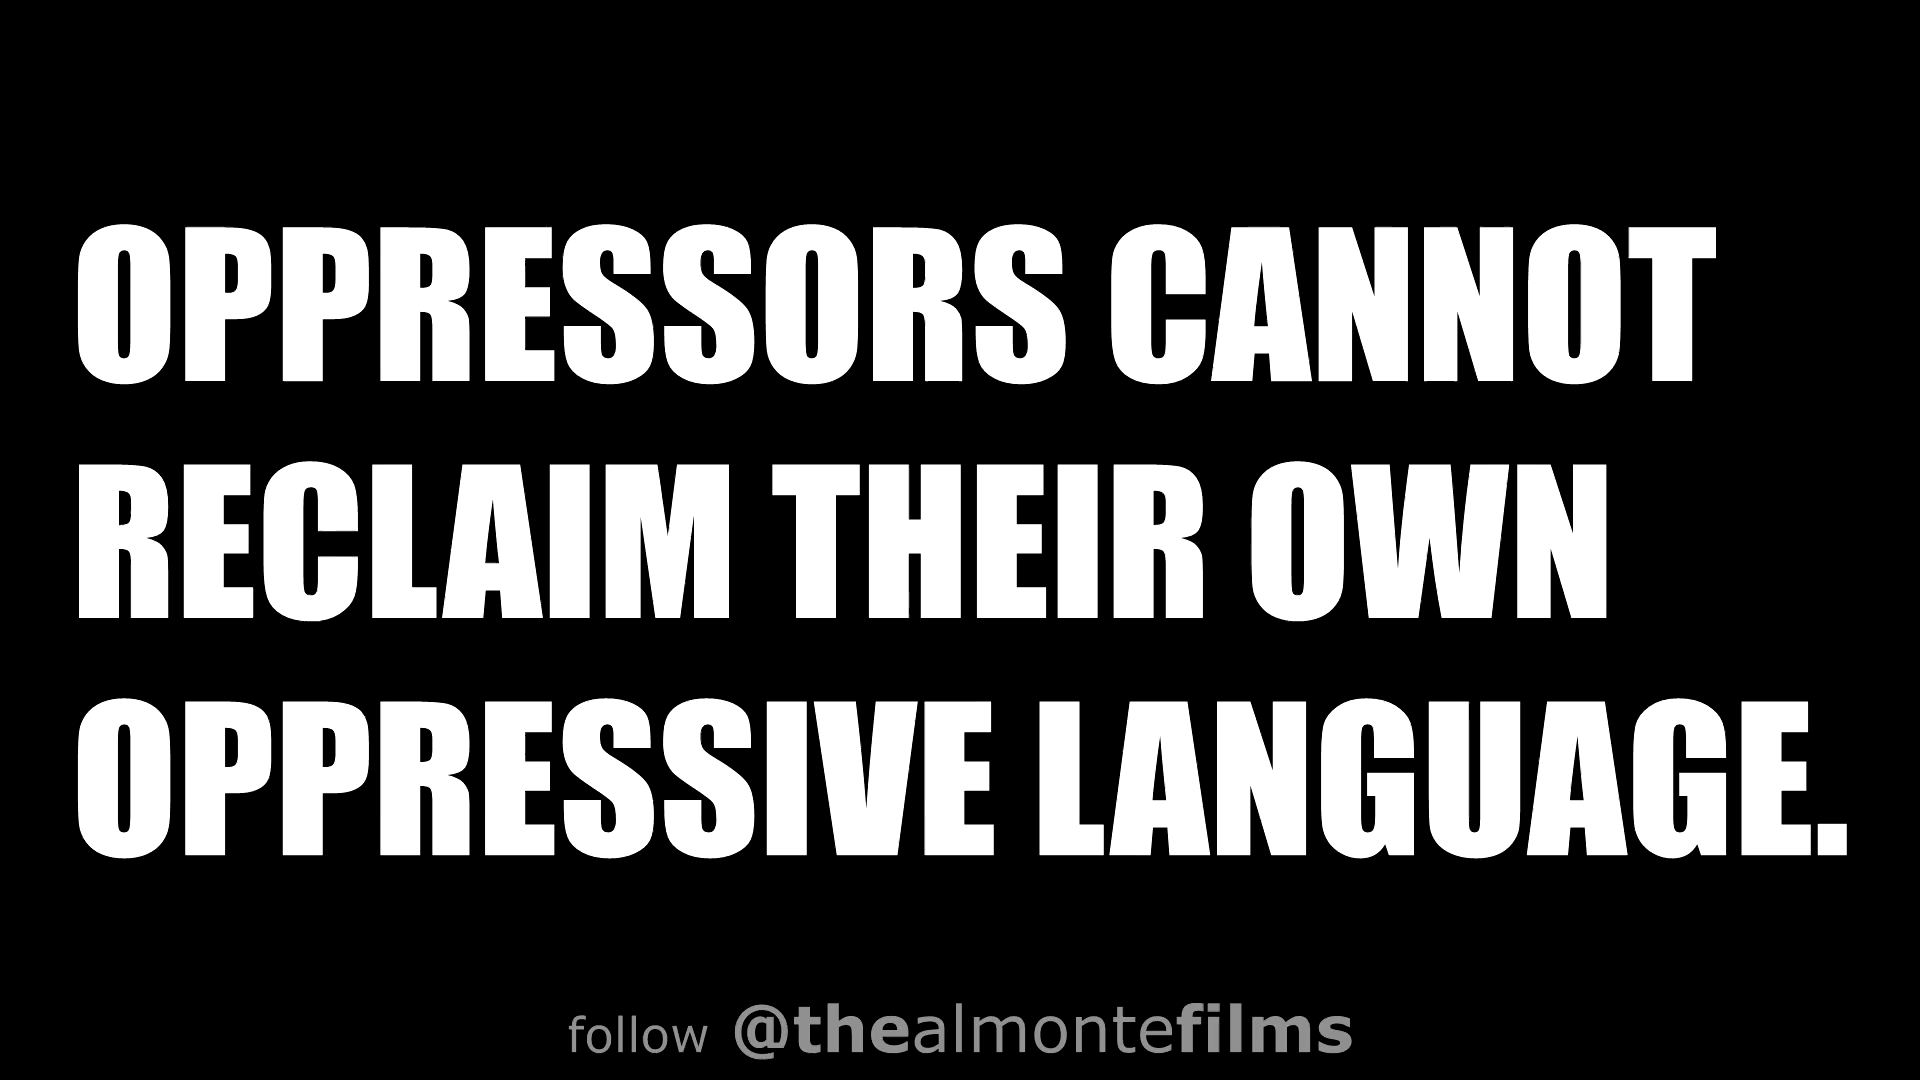 OPPRESSORS CANNOT
RECLAIM THEIR OWN
OPPRESSIVE LANGUAGE.
follow @thealmontefilms